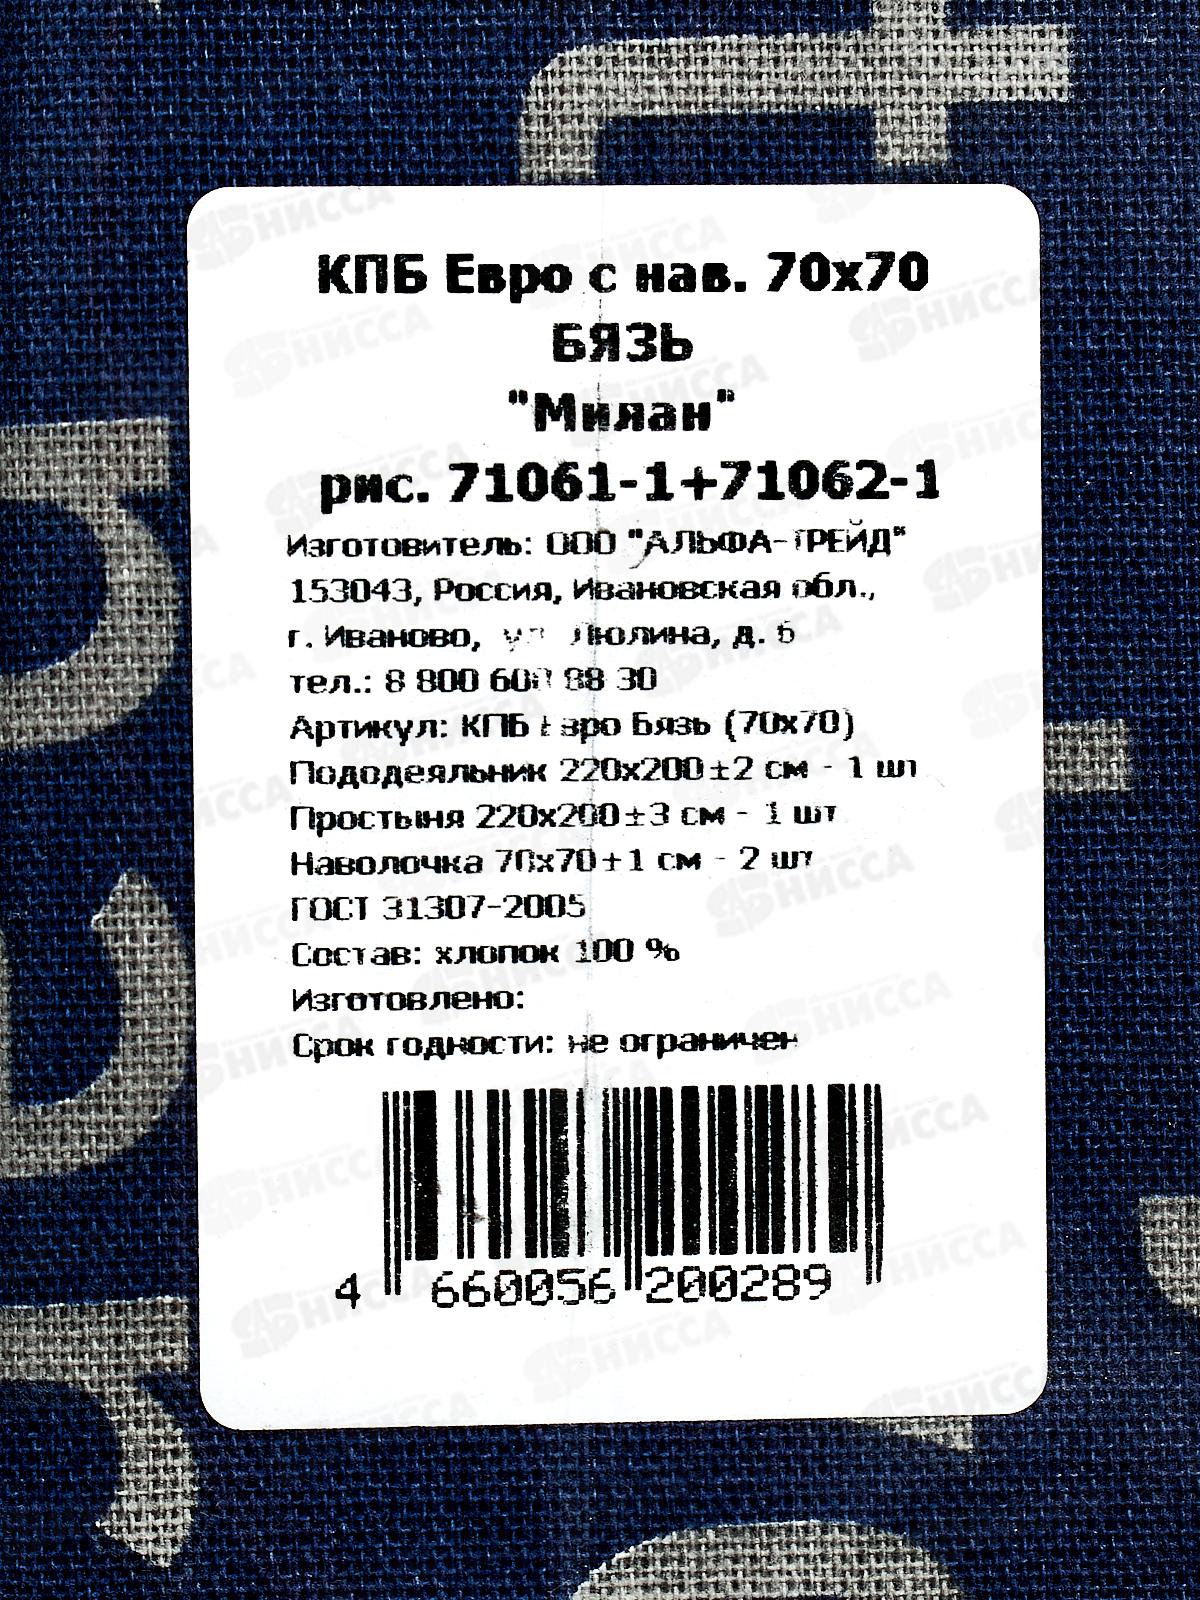 КПБ Евро с нав. 70х70
БЯЗЬ
"Милан"
рис. 71061-1+71062-1
Изготовитель: ООО "АЛЬФА-ТРЕЙД"
153043, Россия, Ивановская обл.,
г. Иваново, ул. Люлина, д. 6
тел.: 8 800 88 30
Артикул: КПБ Евро Бязь (70х70)
Пододеяльник 220х200±2 см - 1 шт
Простыня 220х200±3 см - 1 шт
Наволочка 70х70±1 см - 2 шт
ГОСТ 31307-2005
Состав: хлопок 100 %
Изготовлено:
Срок годности: не ограничен
4 660056 200289
НИССА